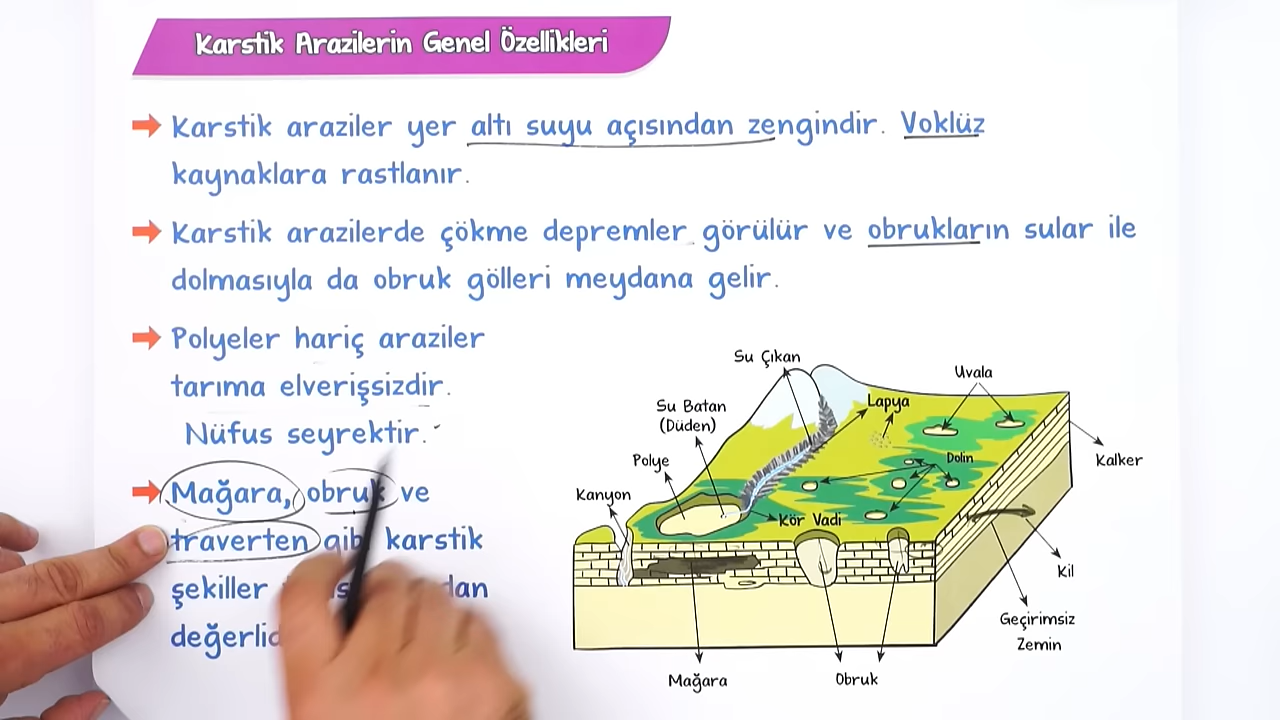 Karstik Arazilerin Genel Özellikleri
Karstik araziler yer altı suyu açısından zengindir. Voklüz
kaynaklara rastlanır.
Karstik arazilerde çökme depremler görülür ve obrukların sular ile
dolmasıyla da obruk gölleri meydana gelir.
Polyeler hariç araziler
tarıma elverişsizdir.
Nüfus seyrektir.
Mağara, obruk ve
traverten gibi karstik
şekiller
Su Çıkan
Uvala
Su Batan
(Düden)
Lapya
Polye
Dolin
Kalker
Kanyon
Kör Vadi
Kil
Geçirimsiz
Zemin
Mağara
Obruk